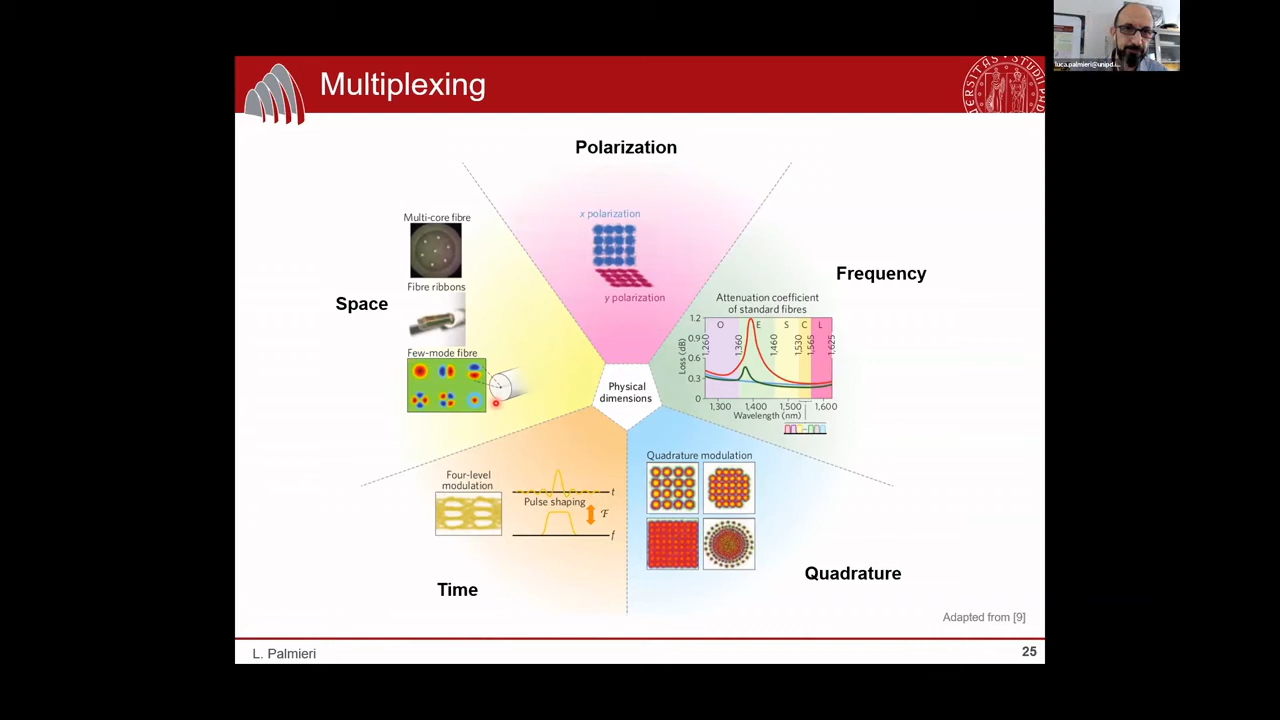 luca.palmieri@unipd.i...
Multiplexing
Polarization
x polarization
y polarization
Multi-core fibre
Fibre ribbons
Few-mode fibre
Space
Frequency
Attenuation coefficient
of standard fibres
O E S C L
1.2
0.9
0.6
0.3
0
Loss (dB)
1,260
1,360
1,460
1,530
1,565
1,625
1,300 1,400 1,500 1,600
Wavelength (nm)
Physical
dimensions
Four-level
modulation
t
Pulse shaping
F
f
Time
Quadrature modulation
Quadrature
Adapted from [9]
L. Palmieri
25